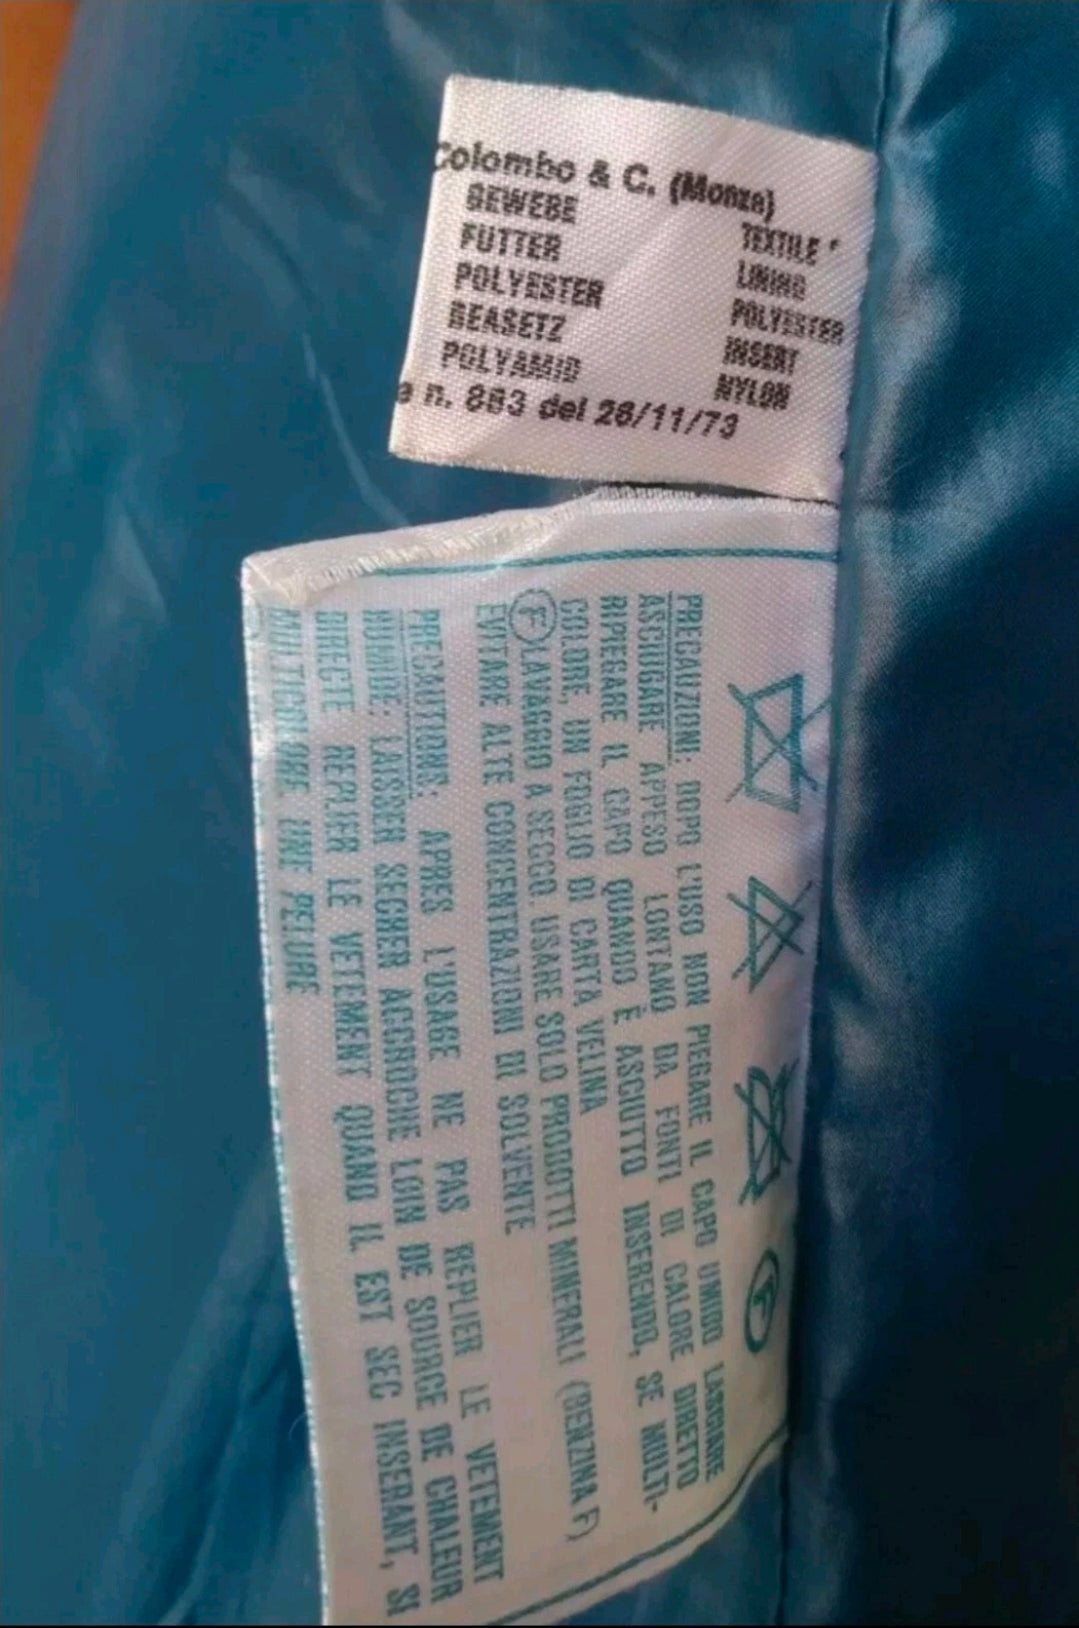 Colombo & C. (Monza)
GEWEBE TEXTILE
FUTTER LINING
POLYESTER POLYESTER
BEASETZ INSERT
POLYAMID NYLON
e n. 883 del 26/11/73
F
PRECAUZIONI: DOPO L'USO NON PIEGARE IL CAPO UMIDO LASCIARE
ASCIUGARE APPESO LONTANO DA FONTI DI CALORE DIRETTO
RIPIEGARE IL CAPO QUANDO È ASCIUTTO INSERENDO, SE MULTI-
COLORE, UN FOGLIO DI CARTA VELINA
F LAVAGGIO A SECCO. USARE SOLO PRODOTTI MINERALI (BENZINA F)
EVITARE ALTE CONCENTRAZIONI DI SOLVENTE
PRECAUTIONS: APRES L'USAGE NE PAS REPLIER LE VETEMENT
HUMIDE; LAISSER SECHER ACCROCHE LOIN DE SOURCE DE CHALEUR
DIRECTE REPLIER LE VETEMENT QUAND IL EST SEC INSERANT, SI
MULTICOLORE UNE PELURE